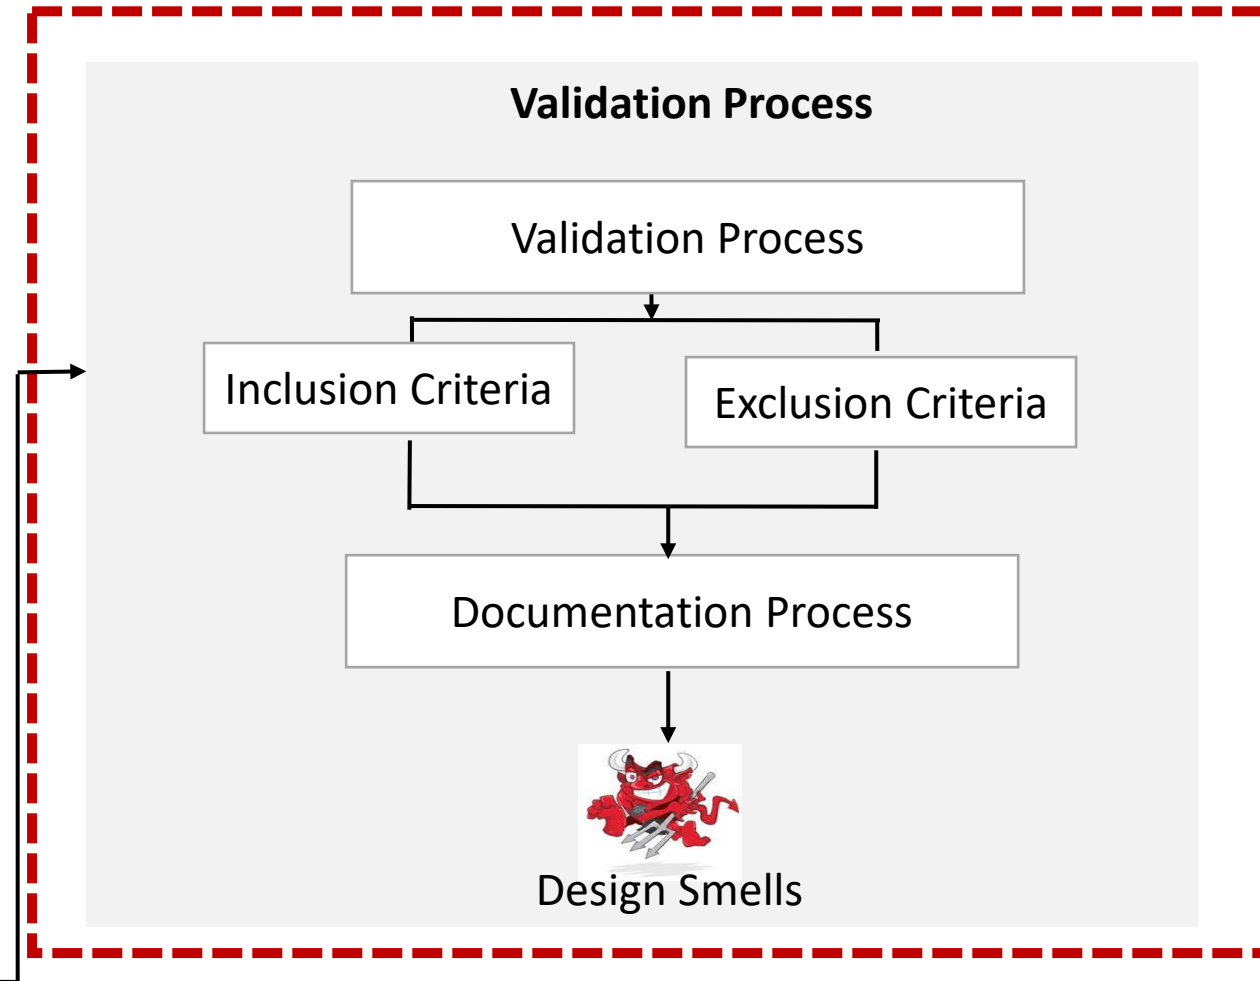 Validation Process
Validation Process
Inclusion Criteria
Exclusion Criteria
Documentation Process
Design Smells